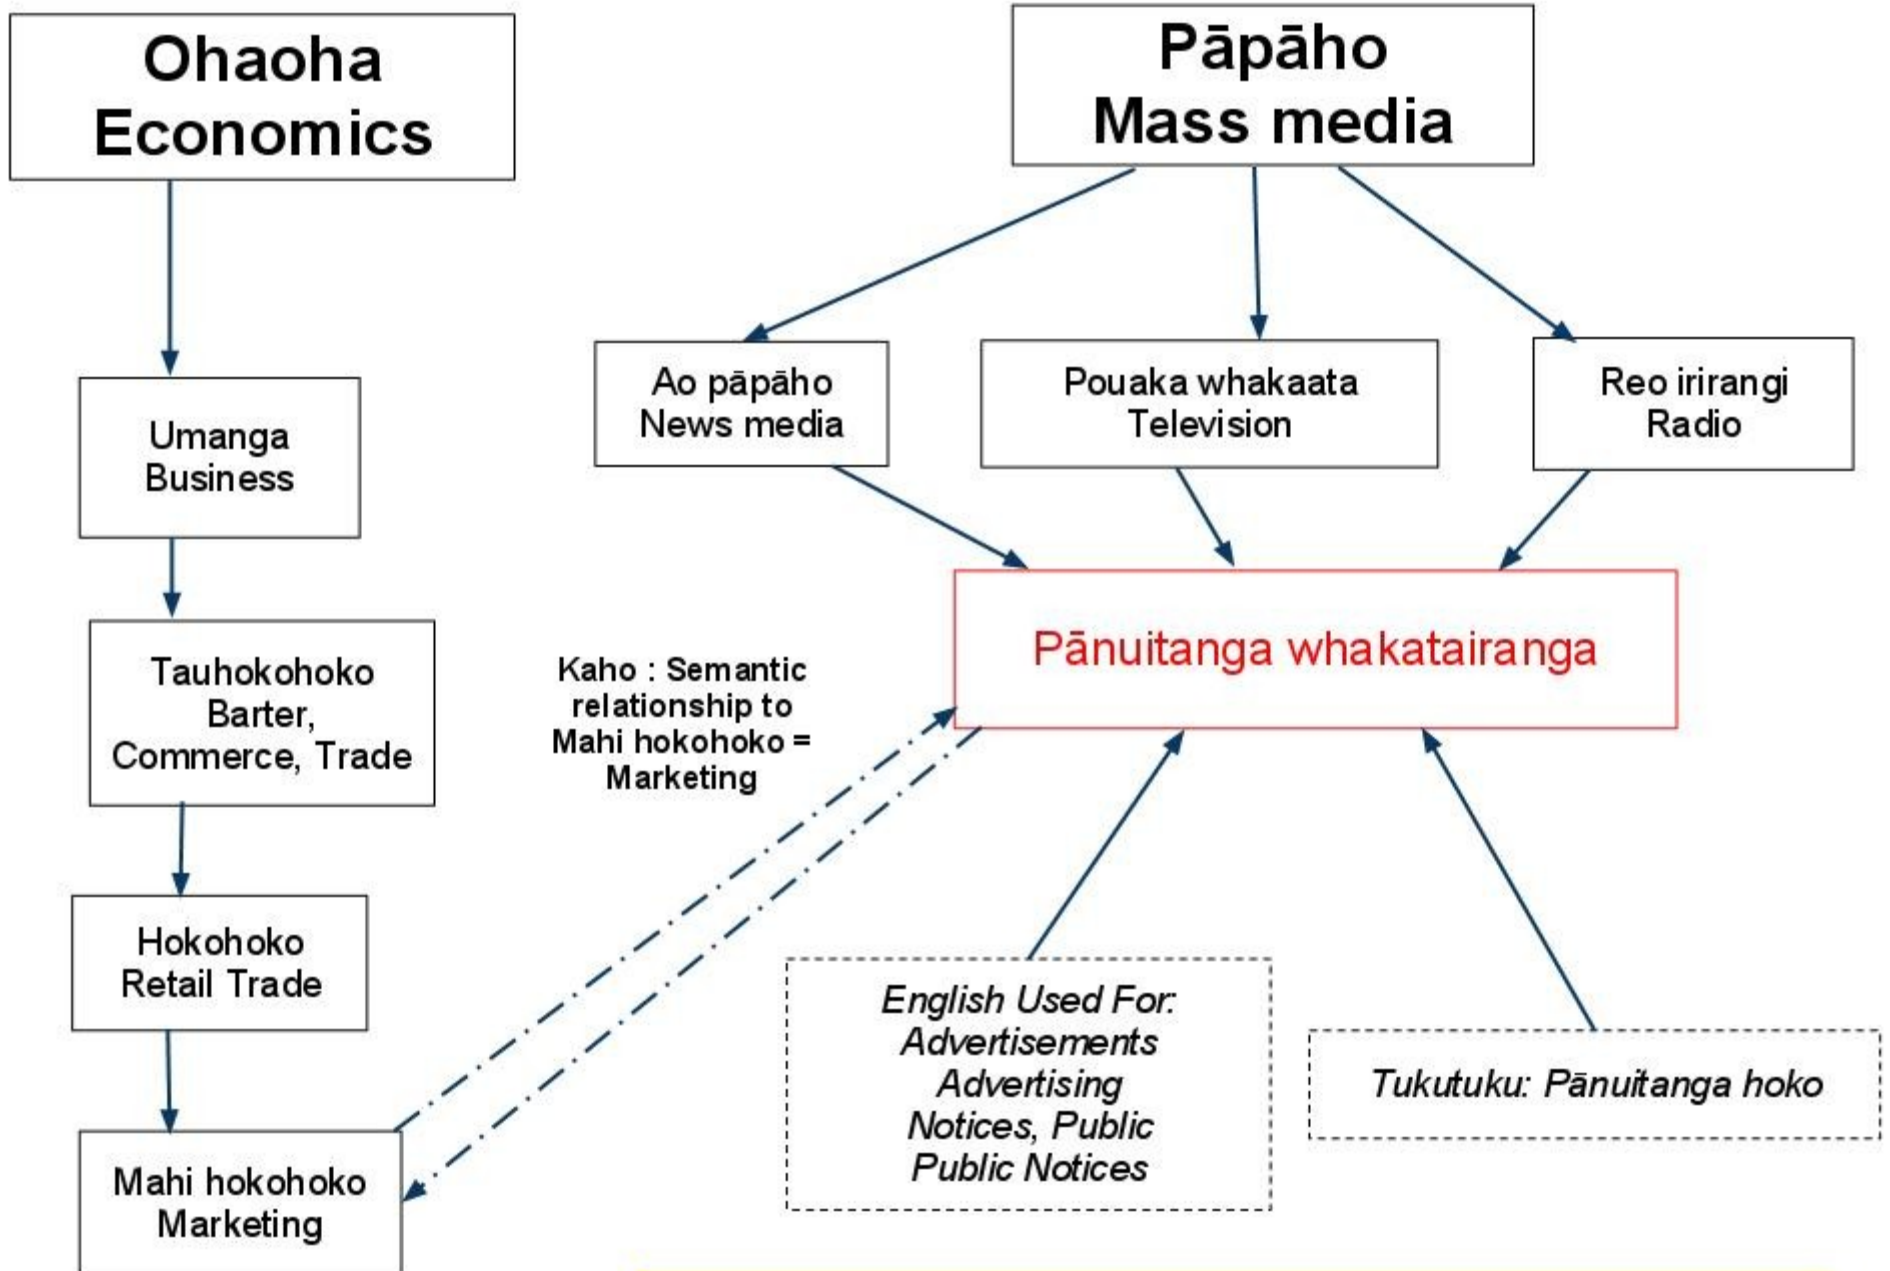 Ohaoha
Economics
Pāpāho
Mass media
Ao pāpāho
News media
Pouaka whakaata
Television
Reo irirangi
Radio
Umanga
Business
Tauhokohoko
Barter,
Commerce, Trade
Kaho : Semantic
relationship to
Mahi hokohoko =
Marketing
Pānuitanga whakatairanga
Hokohoko
Retail Trade
English Used For:
Advertisements
Advertising
Notices, Public
Public Notices
Tukutuku: Pānuitanga hoko
Mahi hokohoko
Marketing